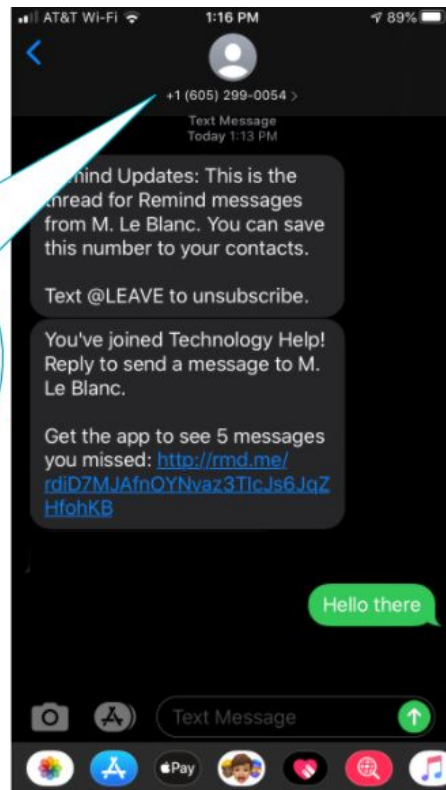 AT&T Wi-Fi 1:16 PM 89%
+1 (605) 299-0054 >
Text Message
Today 1:13 PM
Updates: This is the
thread for Remind messages
from M. Le Blanc. You can save
this number to your contacts.
Text @LEAVE to unsubscribe.
You've joined Technology Help!
Reply to send a message to M.
Le Blanc.
Get the app to see 5 messages
you missed: http://rmd.me/
rdiD7MJAfnOYNvaz3TIcJs6JqZ
HfohKB
Hello there
Text Message
Pay